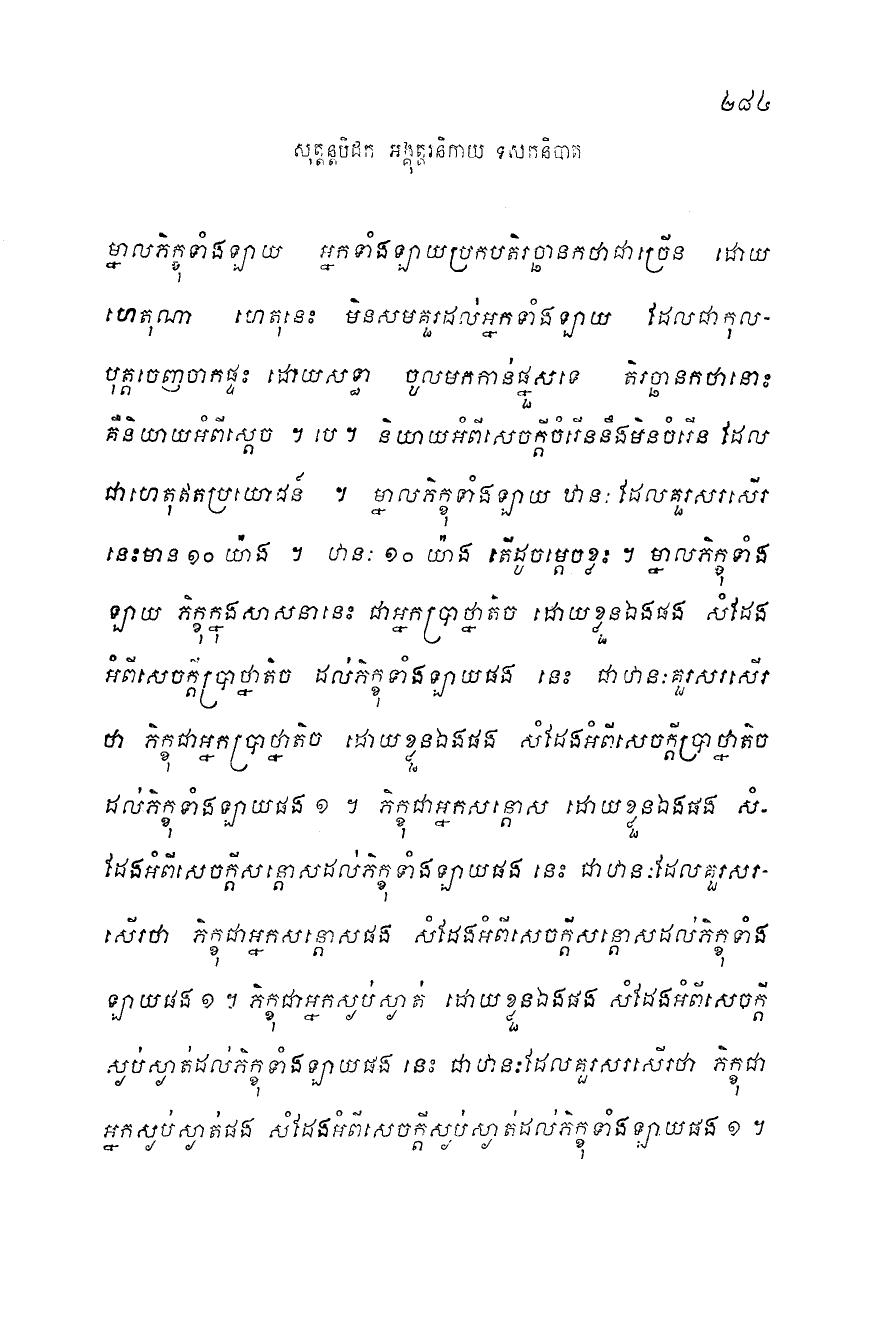 ២៨៤
សុត្តន្តបិដក អង្គុត្តរនិកាយ ទសកនិបាត
ម្នាលភិក្ខុទាំងឡាយ អ្នកទាំងឡាយប្រកបតិរច្ឆានកថាជាច្រើន ដោយ
ហេតុណា ហេតុនេះ មិនសមគួរដល់អ្នកទាំងឡាយ ដែលជាកុល-
បុត្តចេញចាកផ្ទះ ដោយសទ្ធា ចូលមកកាន់ផ្នួសទេ តិរច្ឆានកថានោះ
គឺនិយាយអំពីស្តេច ។ បេ ។ និយាយអំពីសេចក្តីចំរើននឹងមិនចំរើន ដែល
ជាហេតុឥតប្រយោជន៍ ។ ម្នាលភិក្ខុទាំងឡាយ ឋានៈ ដែលគួរសរសើរ
នេះមាន ១០ យ៉ាង ។ ឋានៈ ១០ យ៉ាង តើដូចម្តេចខ្លះ ។ ម្នាលភិក្ខុទាំង
ឡាយ ភិក្ខុក្នុងសាសនានេះ ជាអ្នកប្រាថ្នាតិច ដោយខ្លួនឯងផង សំដែង
អំពីសេចក្តីប្រាថ្នាតិច ដល់ភិក្ខុទាំងឡាយផង នេះ ជាឋានៈគួរសរសើរ
ថា ភិក្ខុជាអ្នកប្រាថ្នាតិច ដោយខ្លួនឯងផង សំដែងអំពីសេចក្តីប្រាថ្នាតិច
ដល់ភិក្ខុទាំងឡាយផង ១ ។ ភិក្ខុជាអ្នកសន្តោស ដោយខ្លួនឯងផង សំ-
ដែងអំពីសេចក្តីសន្តោសដល់ភិក្ខុទាំងឡាយផង នេះ ជាឋានៈដែលគួរសរ-
សើរថា ភិក្ខុជាអ្នកសន្តោសផង សំដែងអំពីសេចក្តីសន្តោសដល់ភិក្ខុទាំង
ឡាយផង ១ ។ ភិក្ខុជាអ្នកស្ងប់ស្ងាត់ ដោយខ្លួនឯងផង សំដែងអំពីសេចក្តី
ស្ងប់ស្ងាត់ដល់ភិក្ខុទាំងឡាយផង នេះ ជាឋានៈដែលគួរសរសើរថា ភិក្ខុជា
អ្នកស្ងប់ស្ងាត់ផង សំដែងអំពីសេចក្តីស្ងប់ស្ងាត់ដល់ភិក្ខុទាំងឡាយផង ១ ។